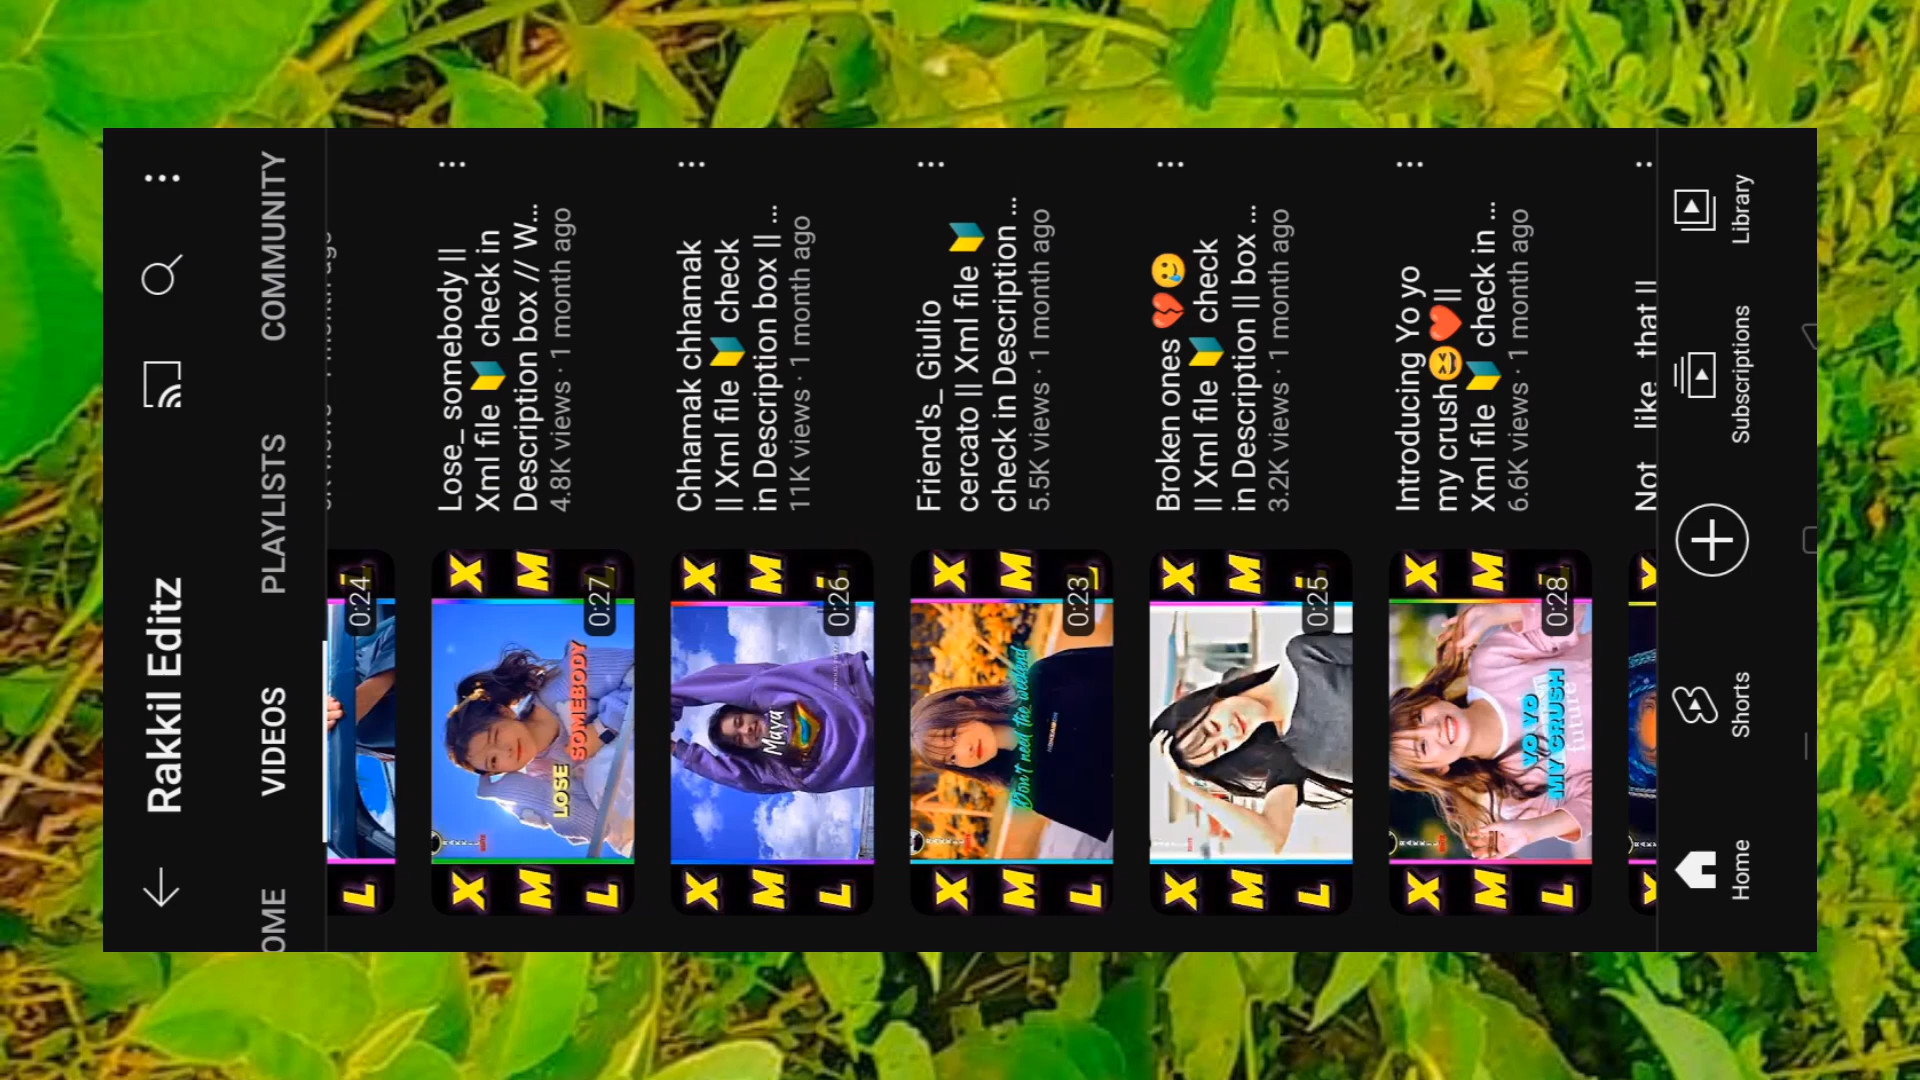 Rakkil Editz
OME
VIDEOS
PLAYLISTS
COMMUNITY
L
0:24
X
M
L
LOSE
SOMEBODY
X
M
0:27
Lose_ somebody ||
Xml file 🔰 check in
Description box // W...
4.8K views · 1 month ago
X
M
L
Maya
X
M
0:26
Chhamak chhamak
|| Xml file 🔰 check
in Description box || ...
11K views · 1 month ago
X
M
L
Don't need the weekend
X
M
0:23
Friend's_ Giulio
cercato || Xml file 🔰
check in Description ...
5.5K views · 1 month ago
X
M
L
X
M
0:25
Broken ones 💔🥲
|| Xml file 🔰 check
in Description || box ...
3.2K views · 1 month ago
X
M
L
YO YO
MY CRUSH
future
X
M
0:28
Introducing Yo yo
my crush😆❤️||
Xml file 🔰 check in ...
6.6K views · 1 month ago
Not like that ||
Home
Shorts
Subscriptions
Library